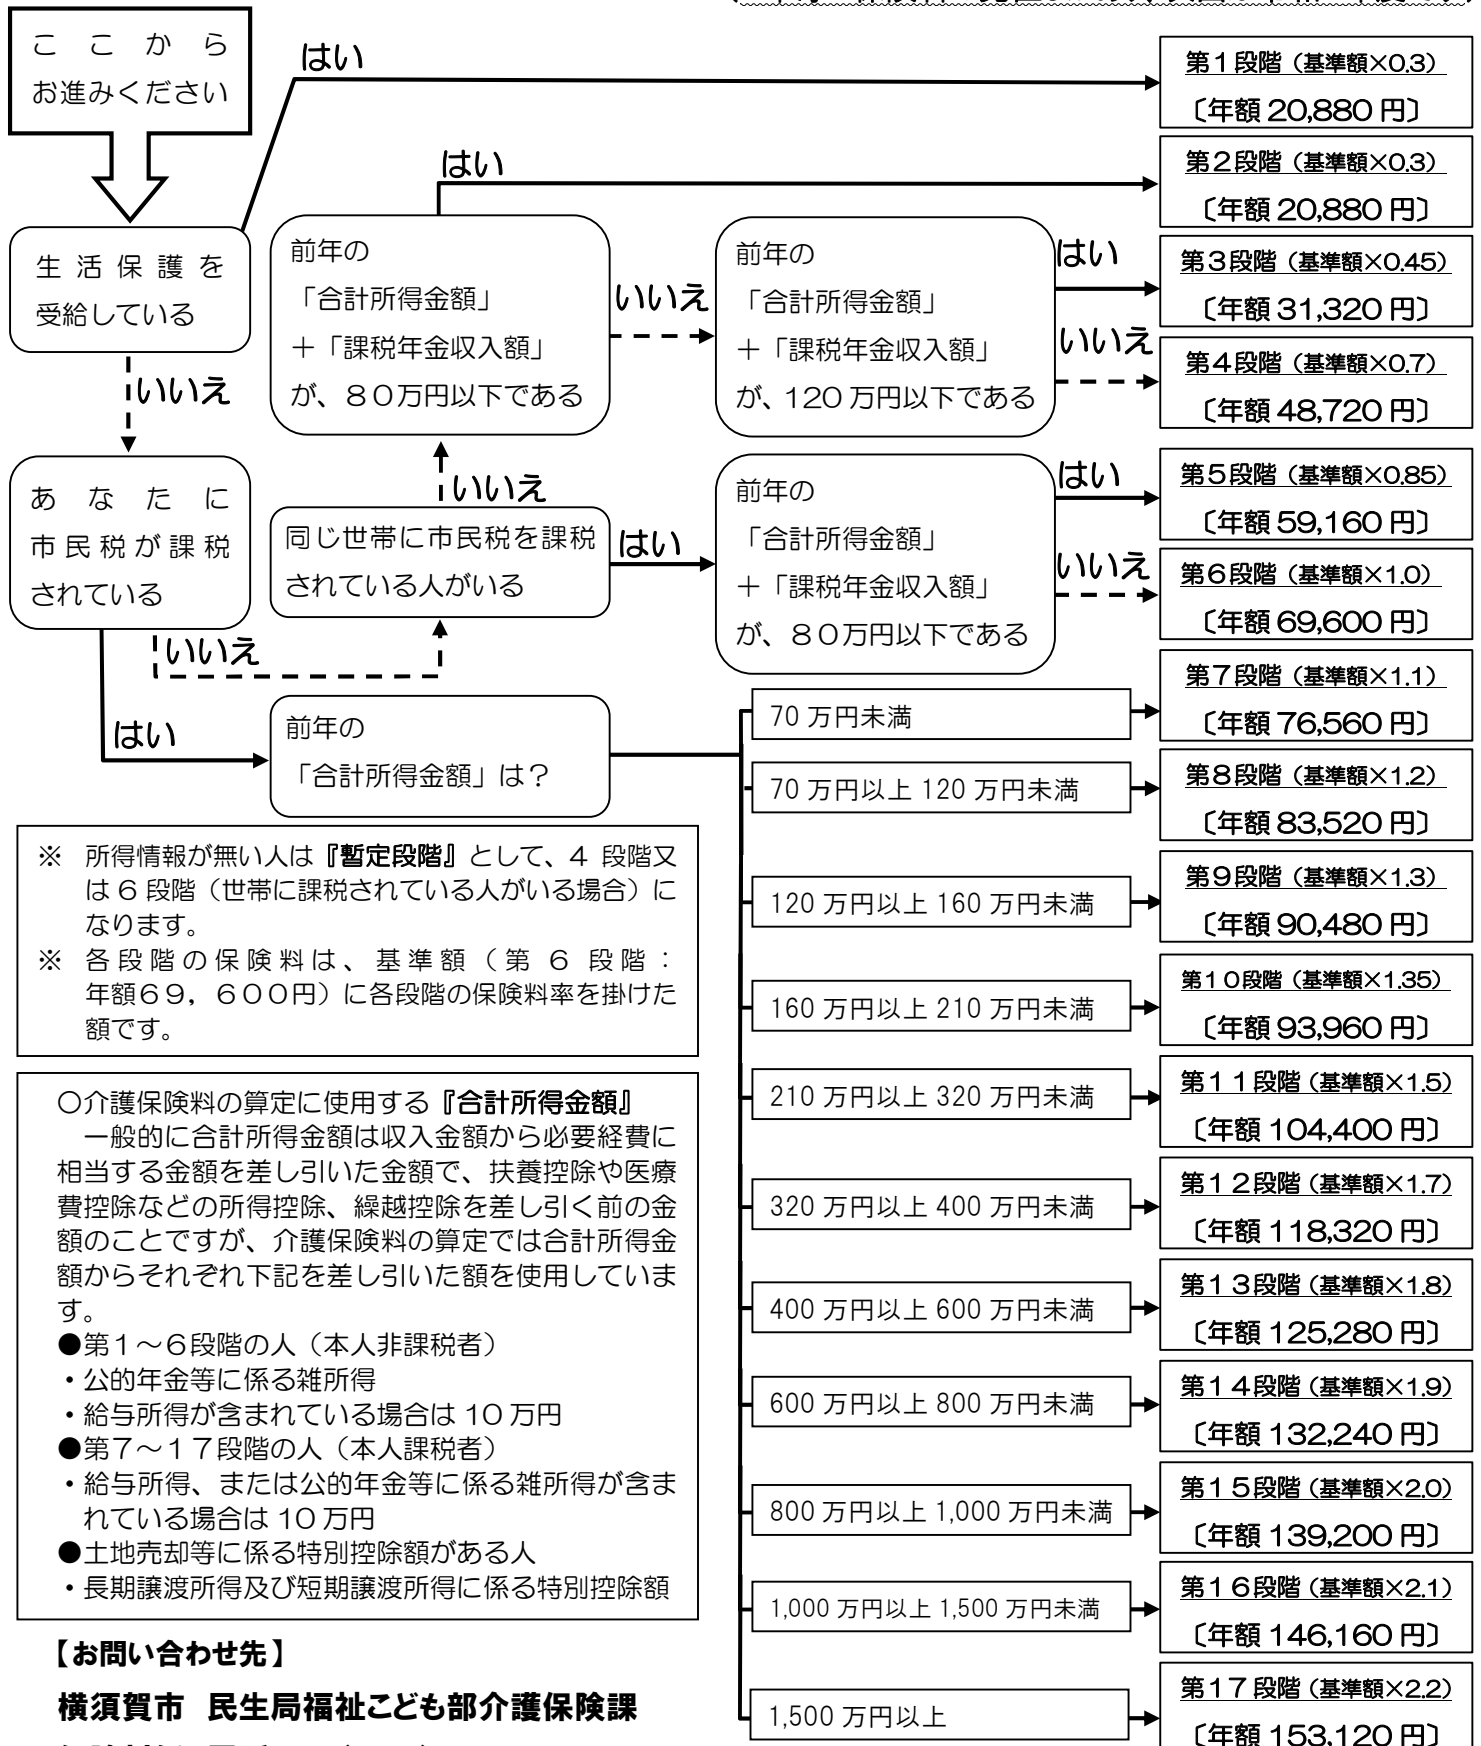 ここから
お進みください
はい
第1段階（基準額×0.3）
〔年額 20,880 円〕
はい
第2段階（基準額×0.3）
〔年額 20,880 円〕
生活保護を
受給している
前年の
「合計所得金額」
＋「課税年金収入額」
が、８０万円以下である
いいえ
前年の
「合計所得金額」
＋「課税年金収入額」
が、120 万円以下である
はい
第3段階（基準額×0.45）
〔年額 31,320 円〕
いいえ
第4段階（基準額×0.7）
〔年額 48,720 円〕
いいえ
あなたに
市民税が課税
されている
いいえ
同じ世帯に市民税を課税
されている人がいる
はい
前年の
「合計所得金額」
＋「課税年金収入額」
が、８０万円以下である
はい
第5段階（基準額×0.85）
〔年額 59,160 円〕
いいえ
第6段階（基準額×1.0）
〔年額 69,600 円〕
いいえ
はい
前年の
「合計所得金額」は？
70 万円未満
第7段階（基準額×1.1）
〔年額 76,560 円〕
70 万円以上 120 万円未満
第8段階（基準額×1.2）
〔年額 83,520 円〕
120 万円以上 160 万円未満
第9段階（基準額×1.3）
〔年額 90,480 円〕
160 万円以上 210 万円未満
第１０段階（基準額×1.35）
〔年額 93,960 円〕
210 万円以上 320 万円未満
第１１段階（基準額×1.5）
〔年額 104,400 円〕
320 万円以上 400 万円未満
第１２段階（基準額×1.7）
〔年額 118,320 円〕
400 万円以上 600 万円未満
第１３段階（基準額×1.8）
〔年額 125,280 円〕
600 万円以上 800 万円未満
第１４段階（基準額×1.9）
〔年額 132,240 円〕
800 万円以上 1,000 万円未満
第１５段階（基準額×2.0）
〔年額 139,200 円〕
1,000 万円以上 1,500 万円未満
第１６段階（基準額×2.1）
〔年額 146,160 円〕
1,500 万円以上
第１７段階（基準額×2.2）
〔年額 153,120 円〕
※ 所得情報が無い人は『暫定段階』として、4 段階又
は 6 段階（世帯に課税されている人がいる場合）に
なります。
※ 各段階の保険料は、基準額（第 6 段階：
年額６９，６００円）に各段階の保険料率を掛けた
額です。
○介護保険料の算定に使用する『合計所得金額』
一般的に合計所得金額は収入金額から必要経費に
相当する金額を差し引いた金額で、扶養控除や医療
費控除などの所得控除、繰越控除を差し引く前の金
額のことですが、介護保険料の算定では合計所得金
額からそれぞれ下記を差し引いた額を使用していま
す。
●第１～６段階の人（本人非課税者）
・公的年金等に係る雑所得
・給与所得が含まれている場合は 10 万円
●第７～１７段階の人（本人課税者）
・給与所得、または公的年金等に係る雑所得が含ま
れている場合は 10 万円
●土地売却等に係る特別控除額がある人
・長期譲渡所得及び短期譲渡所得に係る特別控除額
【お問い合わせ先】
横須賀市 民生局福祉こども部介護保険課